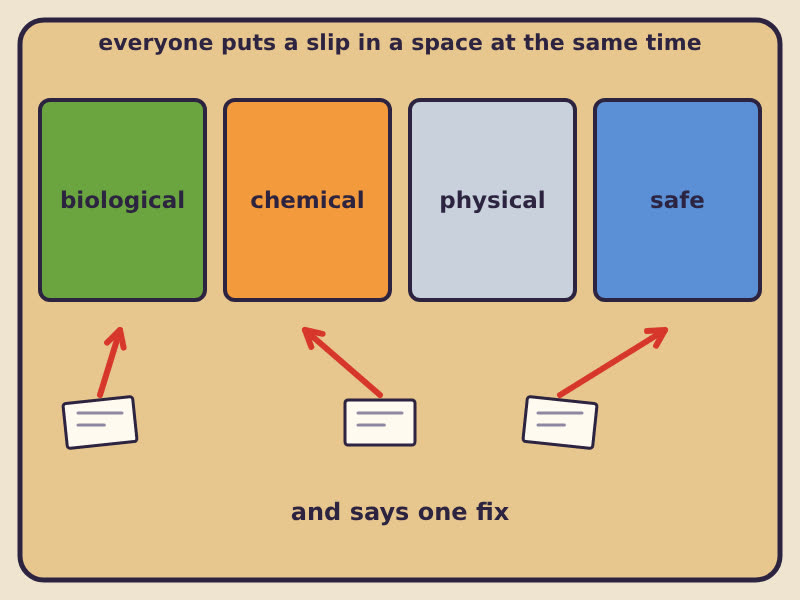 everyone puts a slip in a space at the same time
biological
chemical
physical
safe
and says one fix